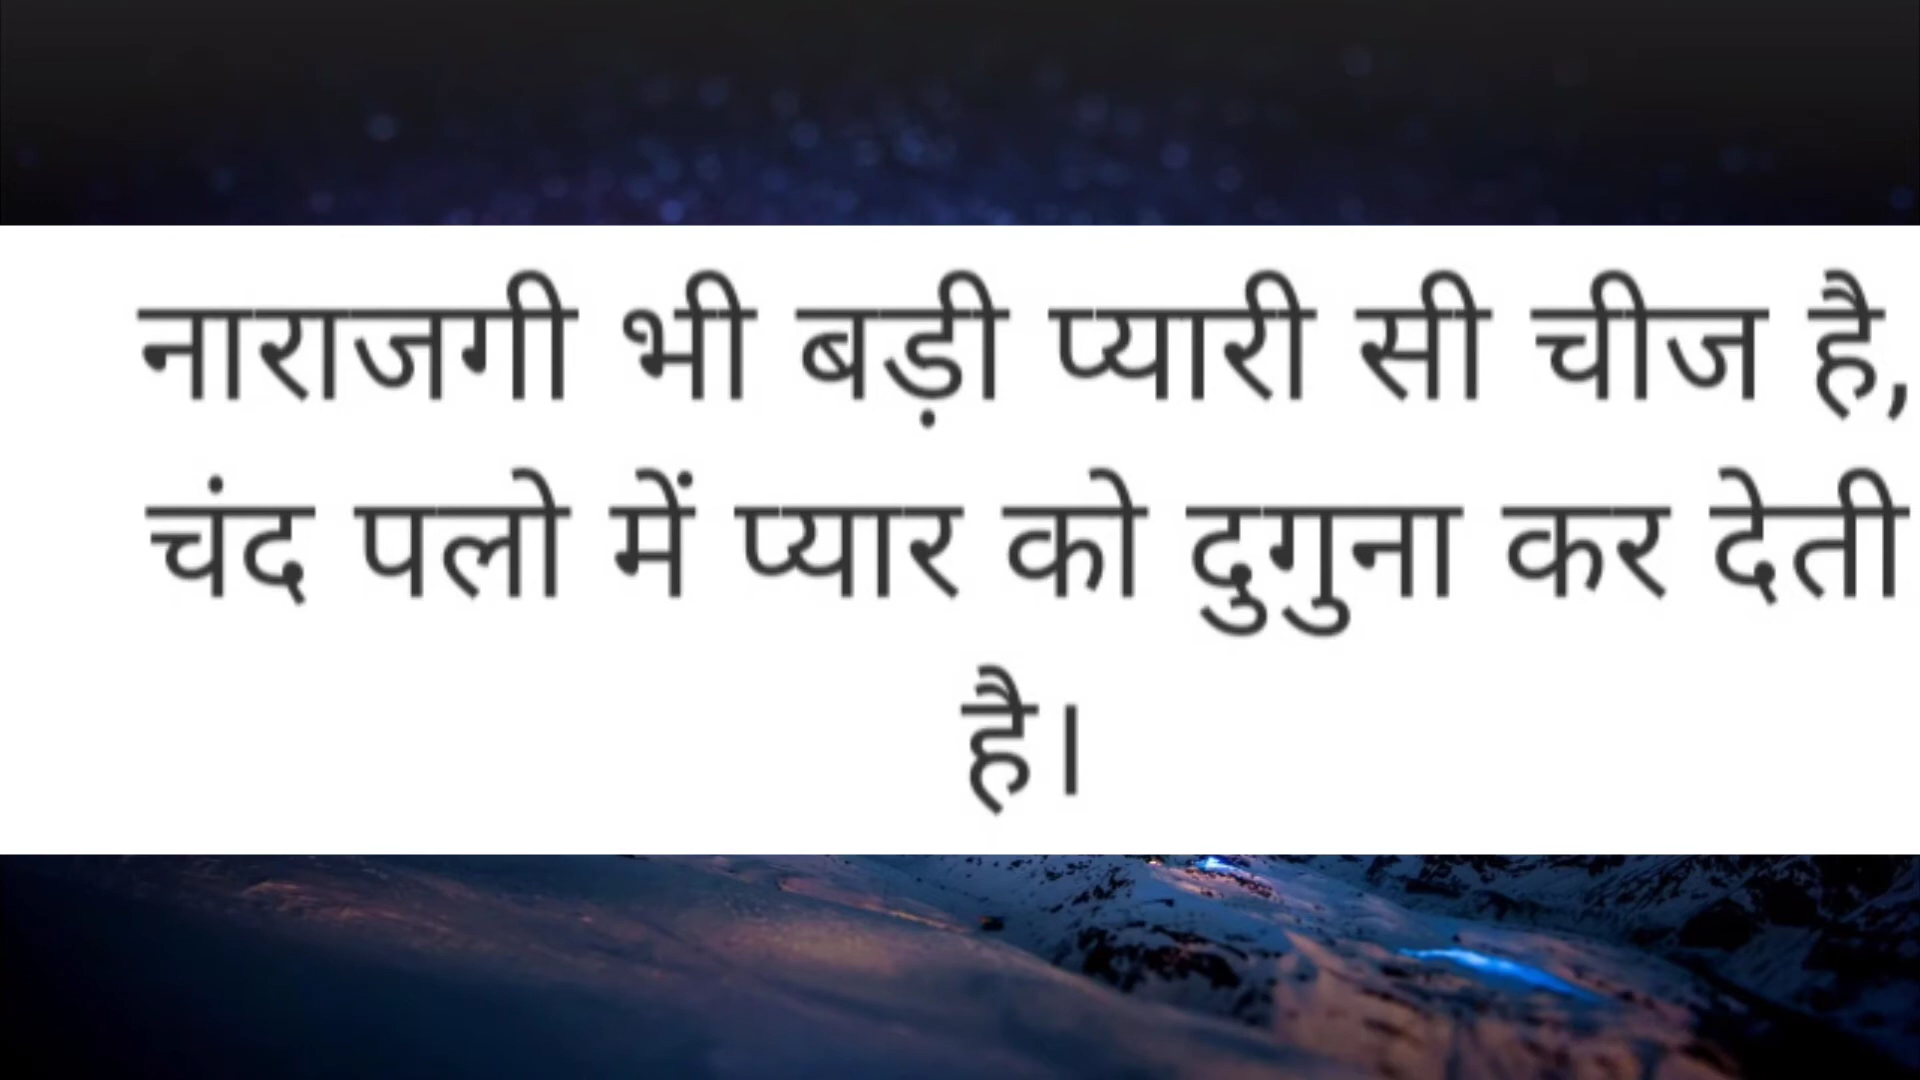 नाराजगी भी बड़ी प्यारी सी चीज है,
चंद पलो में प्यार को दुगुना कर देती
है।